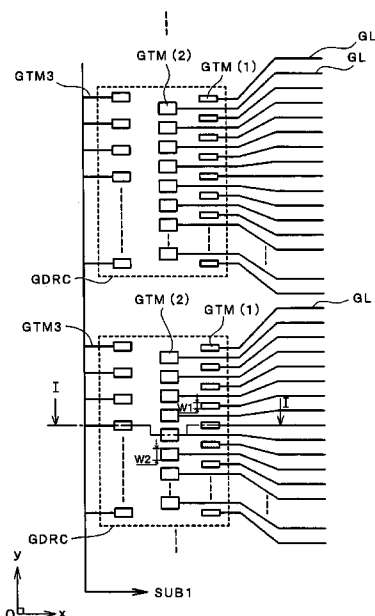 GL
GL
GTM (2)
GTM (1)
GTM3
GDRC
GL
GTM3
GTM (2)
GTM (1)
I
I
W1
W2
GDRC
y
O
x
SUB1